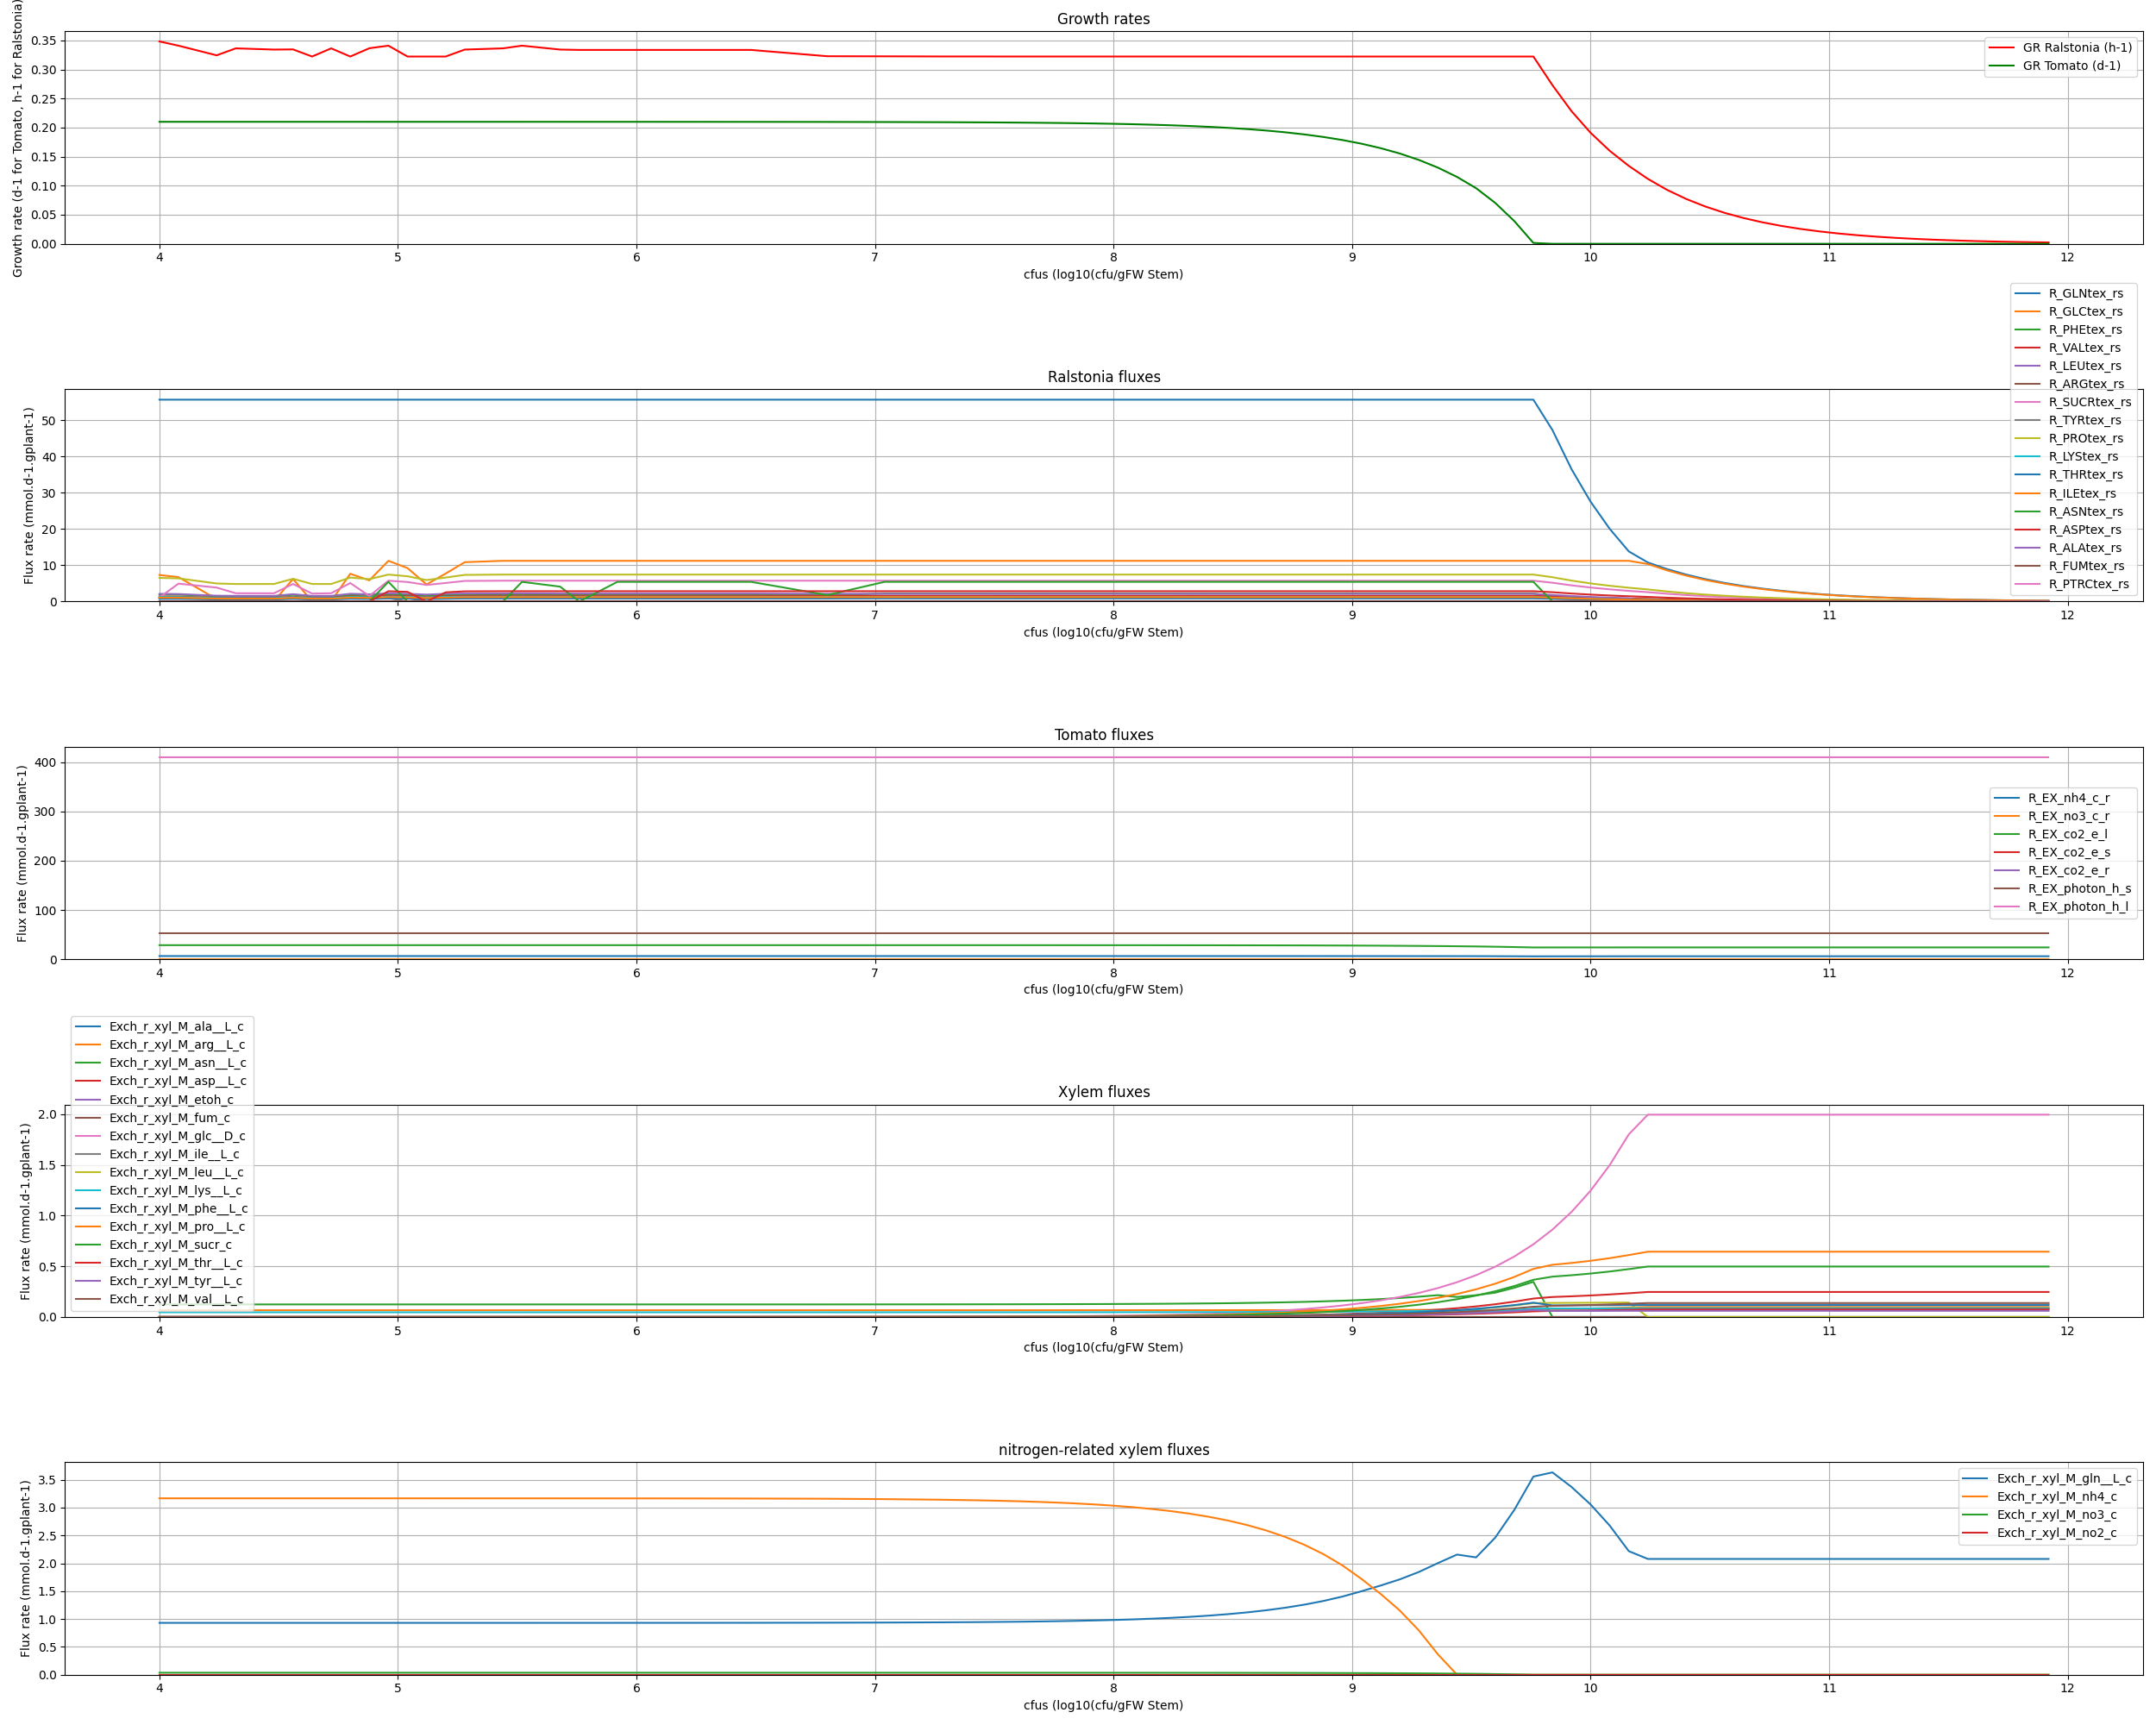 Growth rates
Growth rate (d-1 for Tomato, h-1 for Ralstonia)
0.35
0.30
0.25
0.20
0.15
0.10
0.05
0.00
GR Ralstonia (h-1)
GR Tomato (d-1)
4 5 6 7 8 9 10 11 12
cfus (log10(cfu/gFW Stem)
Ralstonia fluxes
Flux rate (mmol.d-1.gplant-1)
50
40
30
20
10
0
R_GLNtex_rs
R_GLCtex_rs
R_PHEtex_rs
R_VALtex_rs
R_LEUtex_rs
R_ARGtex_rs
R_SUCRtex_rs
R_TYRtex_rs
R_PROtex_rs
R_LYStex_rs
R_THRtex_rs
R_ILEtex_rs
R_ASNtex_rs
R_ASPtex_rs
R_ALAtex_rs
R_FUMtex_rs
R_PTRCtex_rs
4 5 6 7 8 9 10 11 12
cfus (log10(cfu/gFW Stem)
Tomato fluxes
Flux rate (mmol.d-1.gplant-1)
400
300
200
100
0
R_EX_nh4_c_r
R_EX_no3_c_r
R_EX_co2_e_l
R_EX_co2_e_s
R_EX_co2_e_r
R_EX_photon_h_s
R_EX_photon_h_l
4 5 6 7 8 9 10 11 12
cfus (log10(cfu/gFW Stem)
Xylem fluxes
Flux rate (mmol.d-1.gplant-1)
2.0
1.5
1.0
0.5
0.0
Exch_r_xyl_M_ala__L_c
Exch_r_xyl_M_arg__L_c
Exch_r_xyl_M_asn__L_c
Exch_r_xyl_M_asp__L_c
Exch_r_xyl_M_etoh_c
Exch_r_xyl_M_fum_c
Exch_r_xyl_M_glc__D_c
Exch_r_xyl_M_ile__L_c
Exch_r_xyl_M_leu__L_c
Exch_r_xyl_M_lys__L_c
Exch_r_xyl_M_phe__L_c
Exch_r_xyl_M_pro__L_c
Exch_r_xyl_M_sucr_c
Exch_r_xyl_M_thr__L_c
Exch_r_xyl_M_tyr__L_c
Exch_r_xyl_M_val__L_c
4 5 6 7 8 9 10 11 12
cfus (log10(cfu/gFW Stem)
nitrogen-related xylem fluxes
Flux rate (mmol.d-1.gplant-1)
3.5
3.0
2.5
2.0
1.5
1.0
0.5
0.0
Exch_r_xyl_M_gln__L_c
Exch_r_xyl_M_nh4_c
Exch_r_xyl_M_no3_c
Exch_r_xyl_M_no2_c
4 5 6 7 8 9 10 11 12
cfus (log10(cfu/gFW Stem)